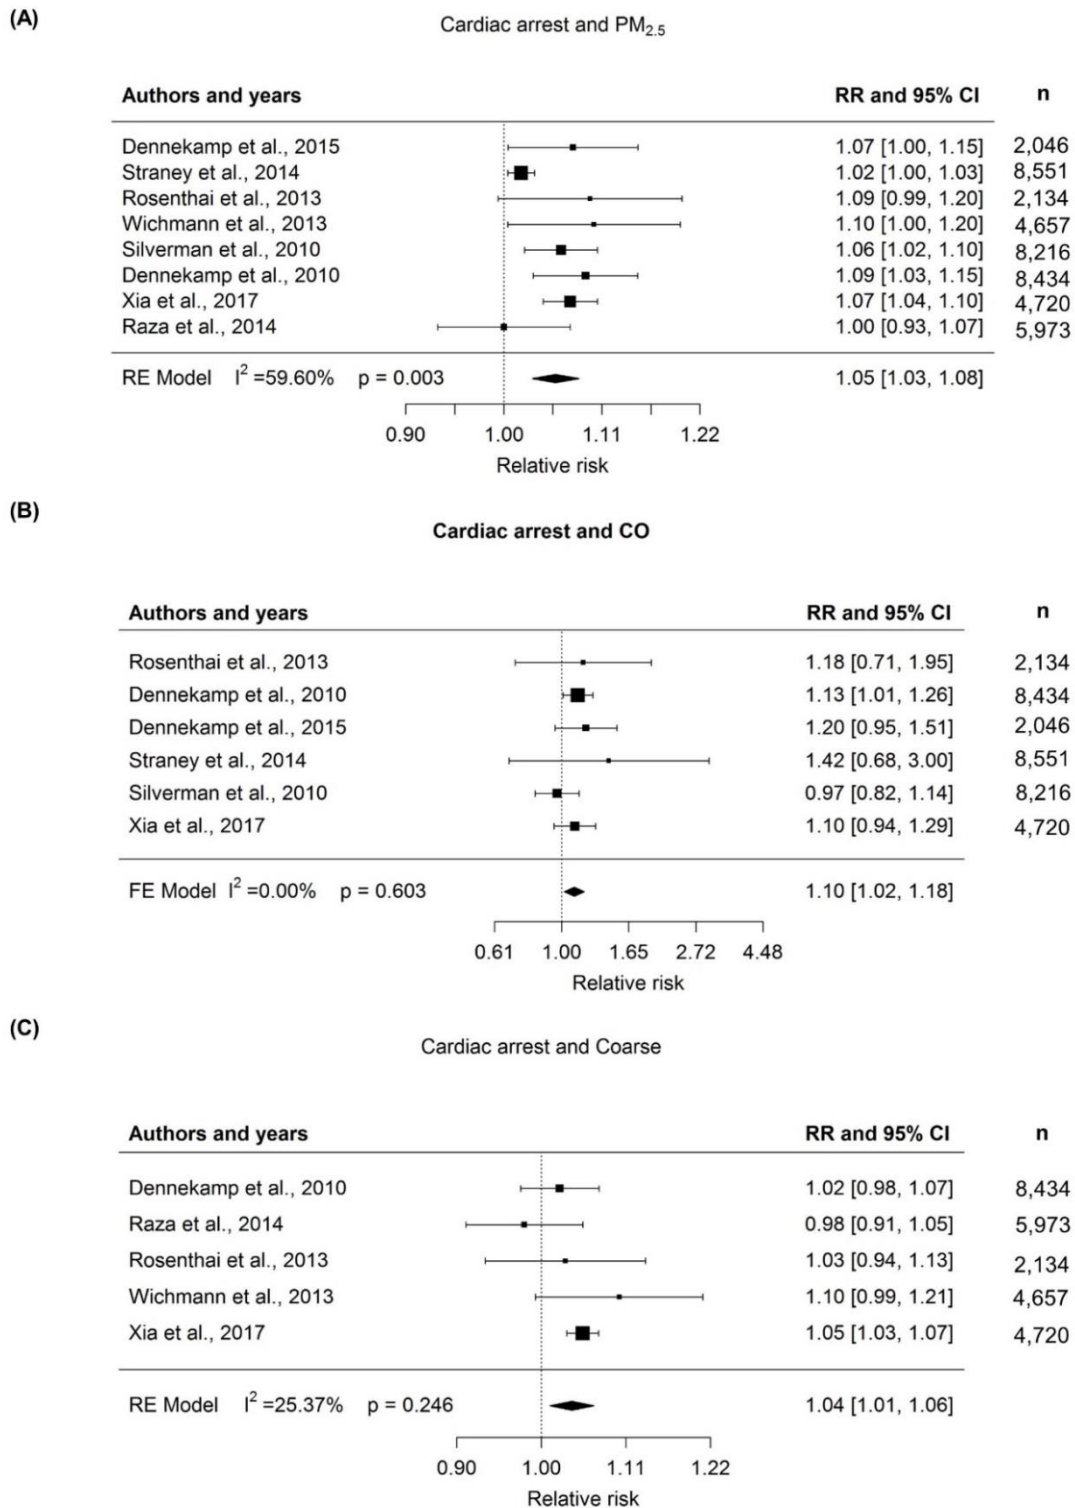 (A)
Cardiac arrest and PM2.5
Authors and years RR and 95% CI n
Dennekamp et al., 2015 1.07 [1.00, 1.15] 2,046
Straney et al., 2014 1.02 [1.00, 1.03] 8,551
Rosenthai et al., 2013 1.09 [0.99, 1.20] 2,134
Wichmann et al., 2013 1.10 [1.00, 1.20] 4,657
Silverman et al., 2010 1.06 [1.02, 1.10] 8,216
Dennekamp et al., 2010 1.09 [1.03, 1.15] 8,434
Xia et al., 2017 1.07 [1.04, 1.10] 4,720
Raza et al., 2014 1.00 [0.93, 1.07] 5,973
RE Model I2 =59.60% p = 0.003 1.05 [1.03, 1.08]
0.90 1.00 1.11 1.22
Relative risk
(B)
Cardiac arrest and CO
Authors and years RR and 95% CI n
Rosenthai et al., 2013 1.18 [0.71, 1.95] 2,134
Dennekamp et al., 2010 1.13 [1.01, 1.26] 8,434
Dennekamp et al., 2015 1.20 [0.95, 1.51] 2,046
Straney et al., 2014 1.42 [0.68, 3.00] 8,551
Silverman et al., 2010 0.97 [0.82, 1.14] 8,216
Xia et al., 2017 1.10 [0.94, 1.29] 4,720
FE Model I2 =0.00% p = 0.603 1.10 [1.02, 1.18]
0.61 1.00 1.65 2.72 4.48
Relative risk
(C)
Cardiac arrest and Coarse
Authors and years RR and 95% CI n
Dennekamp et al., 2010 1.02 [0.98, 1.07] 8,434
Raza et al., 2014 0.98 [0.91, 1.05] 5,973
Rosenthai et al., 2013 1.03 [0.94, 1.13] 2,134
Wichmann et al., 2013 1.10 [0.99, 1.21] 4,657
Xia et al., 2017 1.05 [1.03, 1.07] 4,720
RE Model I2 =25.37% p = 0.246 1.04 [1.01, 1.06]
0.90 1.00 1.11 1.22
Relative risk